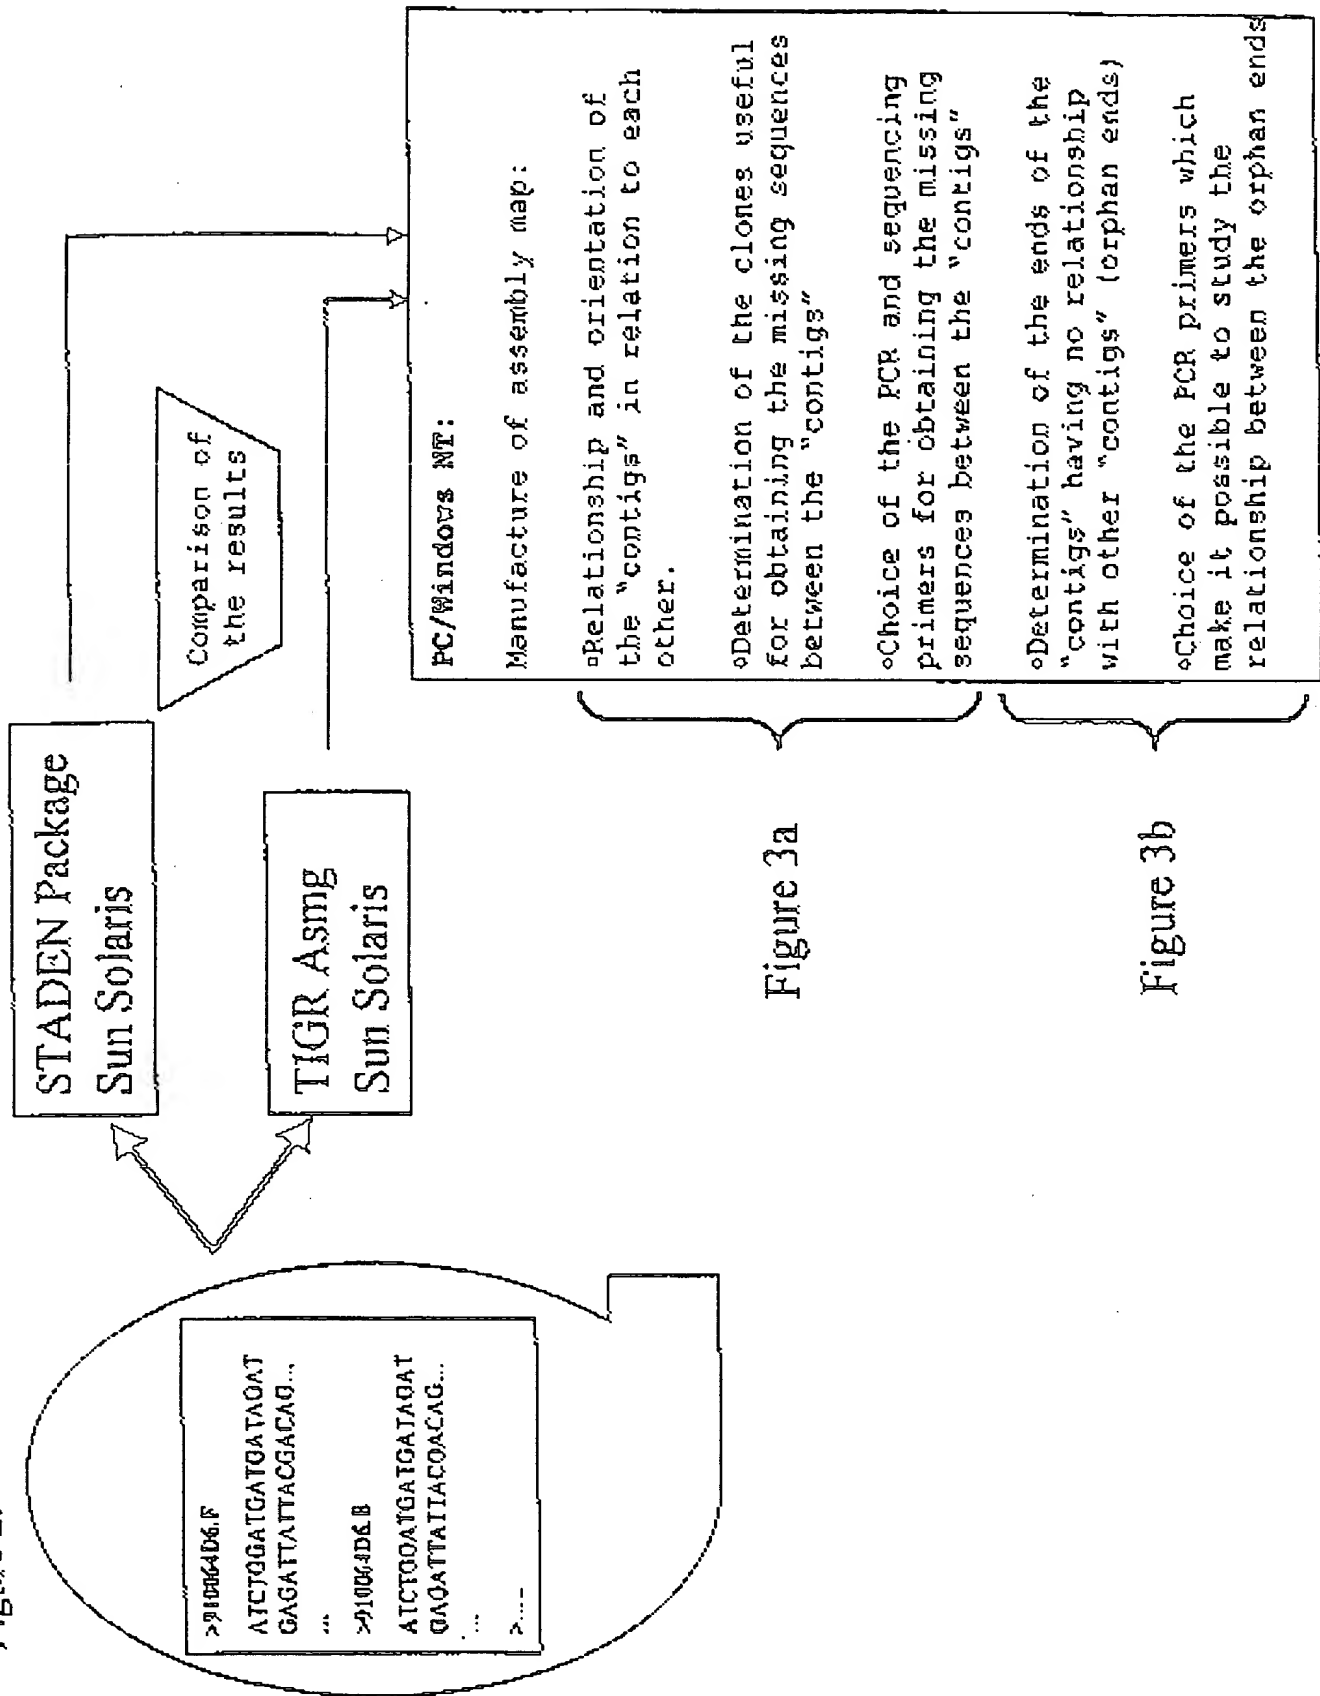 >910064D6.F
ATCTGGATGATGATAGAT
GAGATTATTACGACAG...
...
>910064D6.B
ATCTGGATGATGATAGAT
GAGATTATTACGACAG...
...
>....
STADEN Package
Sun Solaris
TIGR Asmg
Sun Solaris
Comparison of
the results
PC/Windows NT:
Manufacture of assembly map:
▫Relationship and orientation of
the "contigs" in relation to each
other.
⋄Determination of the clones useful
for obtaining the missing sequences
between the "contigs"
⋄Choice of the PCR and sequencing
primers for obtaining the missing
sequences between the "contigs"
⋄Determination of the ends of the
"contigs" having no relationship
with other "contigs" (orphan ends)
⋄Choice of the PCR primers which
make it possible to study the
relationship between the orphan ends
Figure 3a
Figure 3b